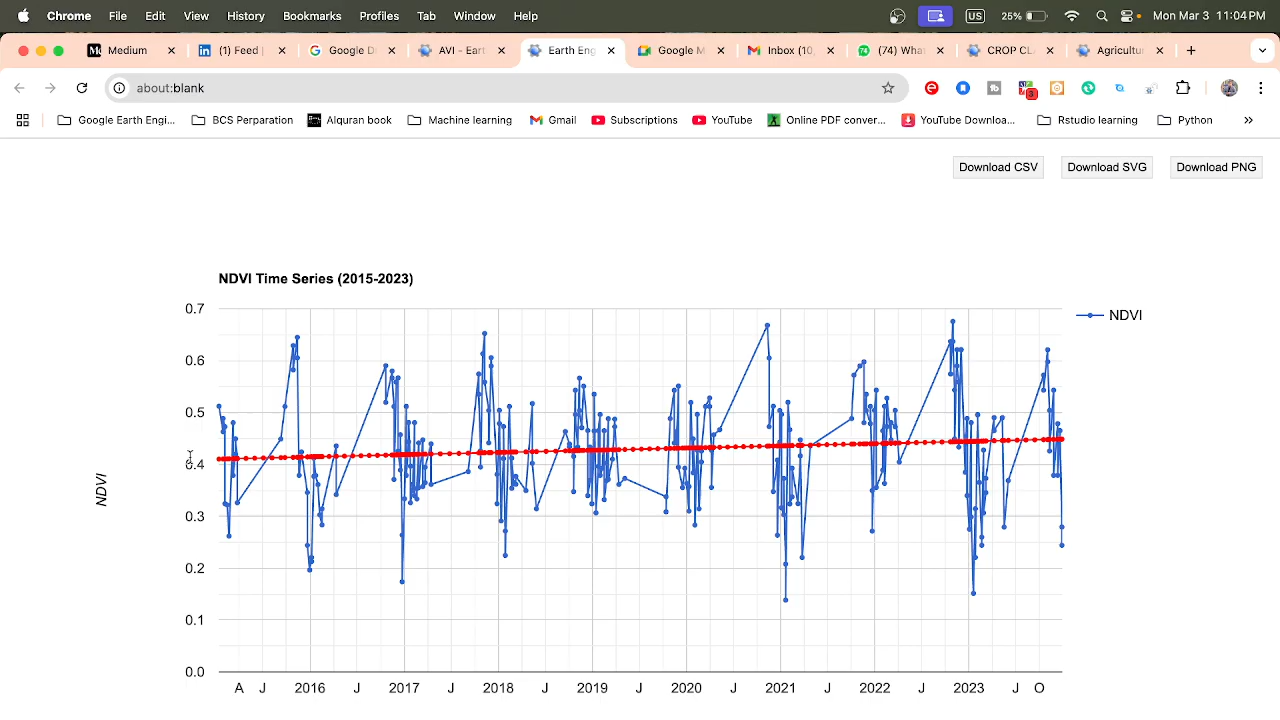 Chrome File Edit View History Bookmarks Profiles Tab Window Help US 25% Mon Mar 3 11:04 PM
Medium (1) Feed Google D AVI - Eart Earth Eng Google M Inbox (10, 74 (74) Wha CROP CL Agricultur
about:blank 3
Google Earth Engi... BCS Perparation Alquran book Machine learning Gmail Subscriptions YouTube Online PDF conver... YouTube Downloa... Rstudio learning Python »
Download CSV Download SVG Download PNG
NDVI Time Series (2015-2023)
0.7
NDVI
0.6
0.5
0.4
NDVI
0.3
0.2
0.1
0.0
A J 2016 J 2017 J 2018 J 2019 J 2020 J 2021 J 2022 J 2023 J O